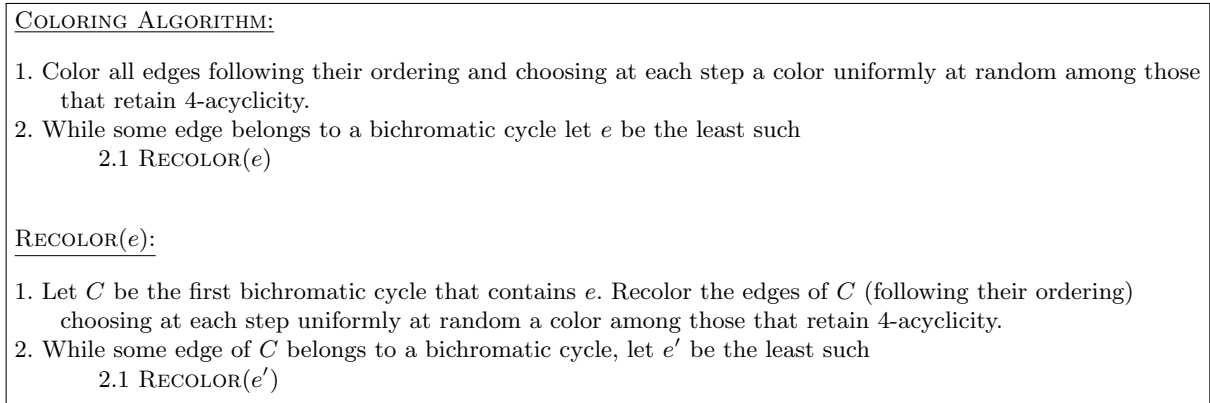 COLORING ALGORITHM:
1. Color all edges following their ordering and choosing at each step a color uniformly at random among those
that retain 4-acyclicity.
2. While some edge belongs to a bichromatic cycle let e be the least such
2.1 RECOLOR(e)
RECOLOR(e):
1. Let C be the first bichromatic cycle that contains e. Recolor the edges of C (following their ordering)
choosing at each step uniformly at random a color among those that retain 4-acyclicity.
2. While some edge of C belongs to a bichromatic cycle, let e′ be the least such
2.1 RECOLOR(e′)